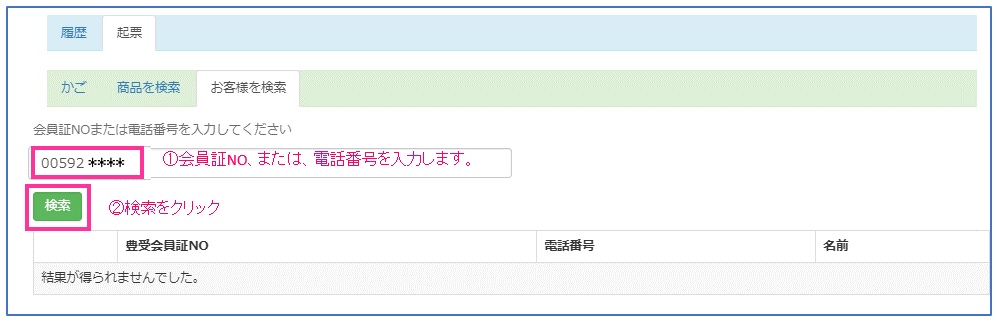 履歴 起票
かご 商品を検索 お客様を検索
会員証NOまたは電話番号を入力してください
00592 **** ①会員証NO、または、電話番号を入力します。
検索 ②検索をクリック
豊受会員証NO 電話番号 名前
結果が得られませんでした。